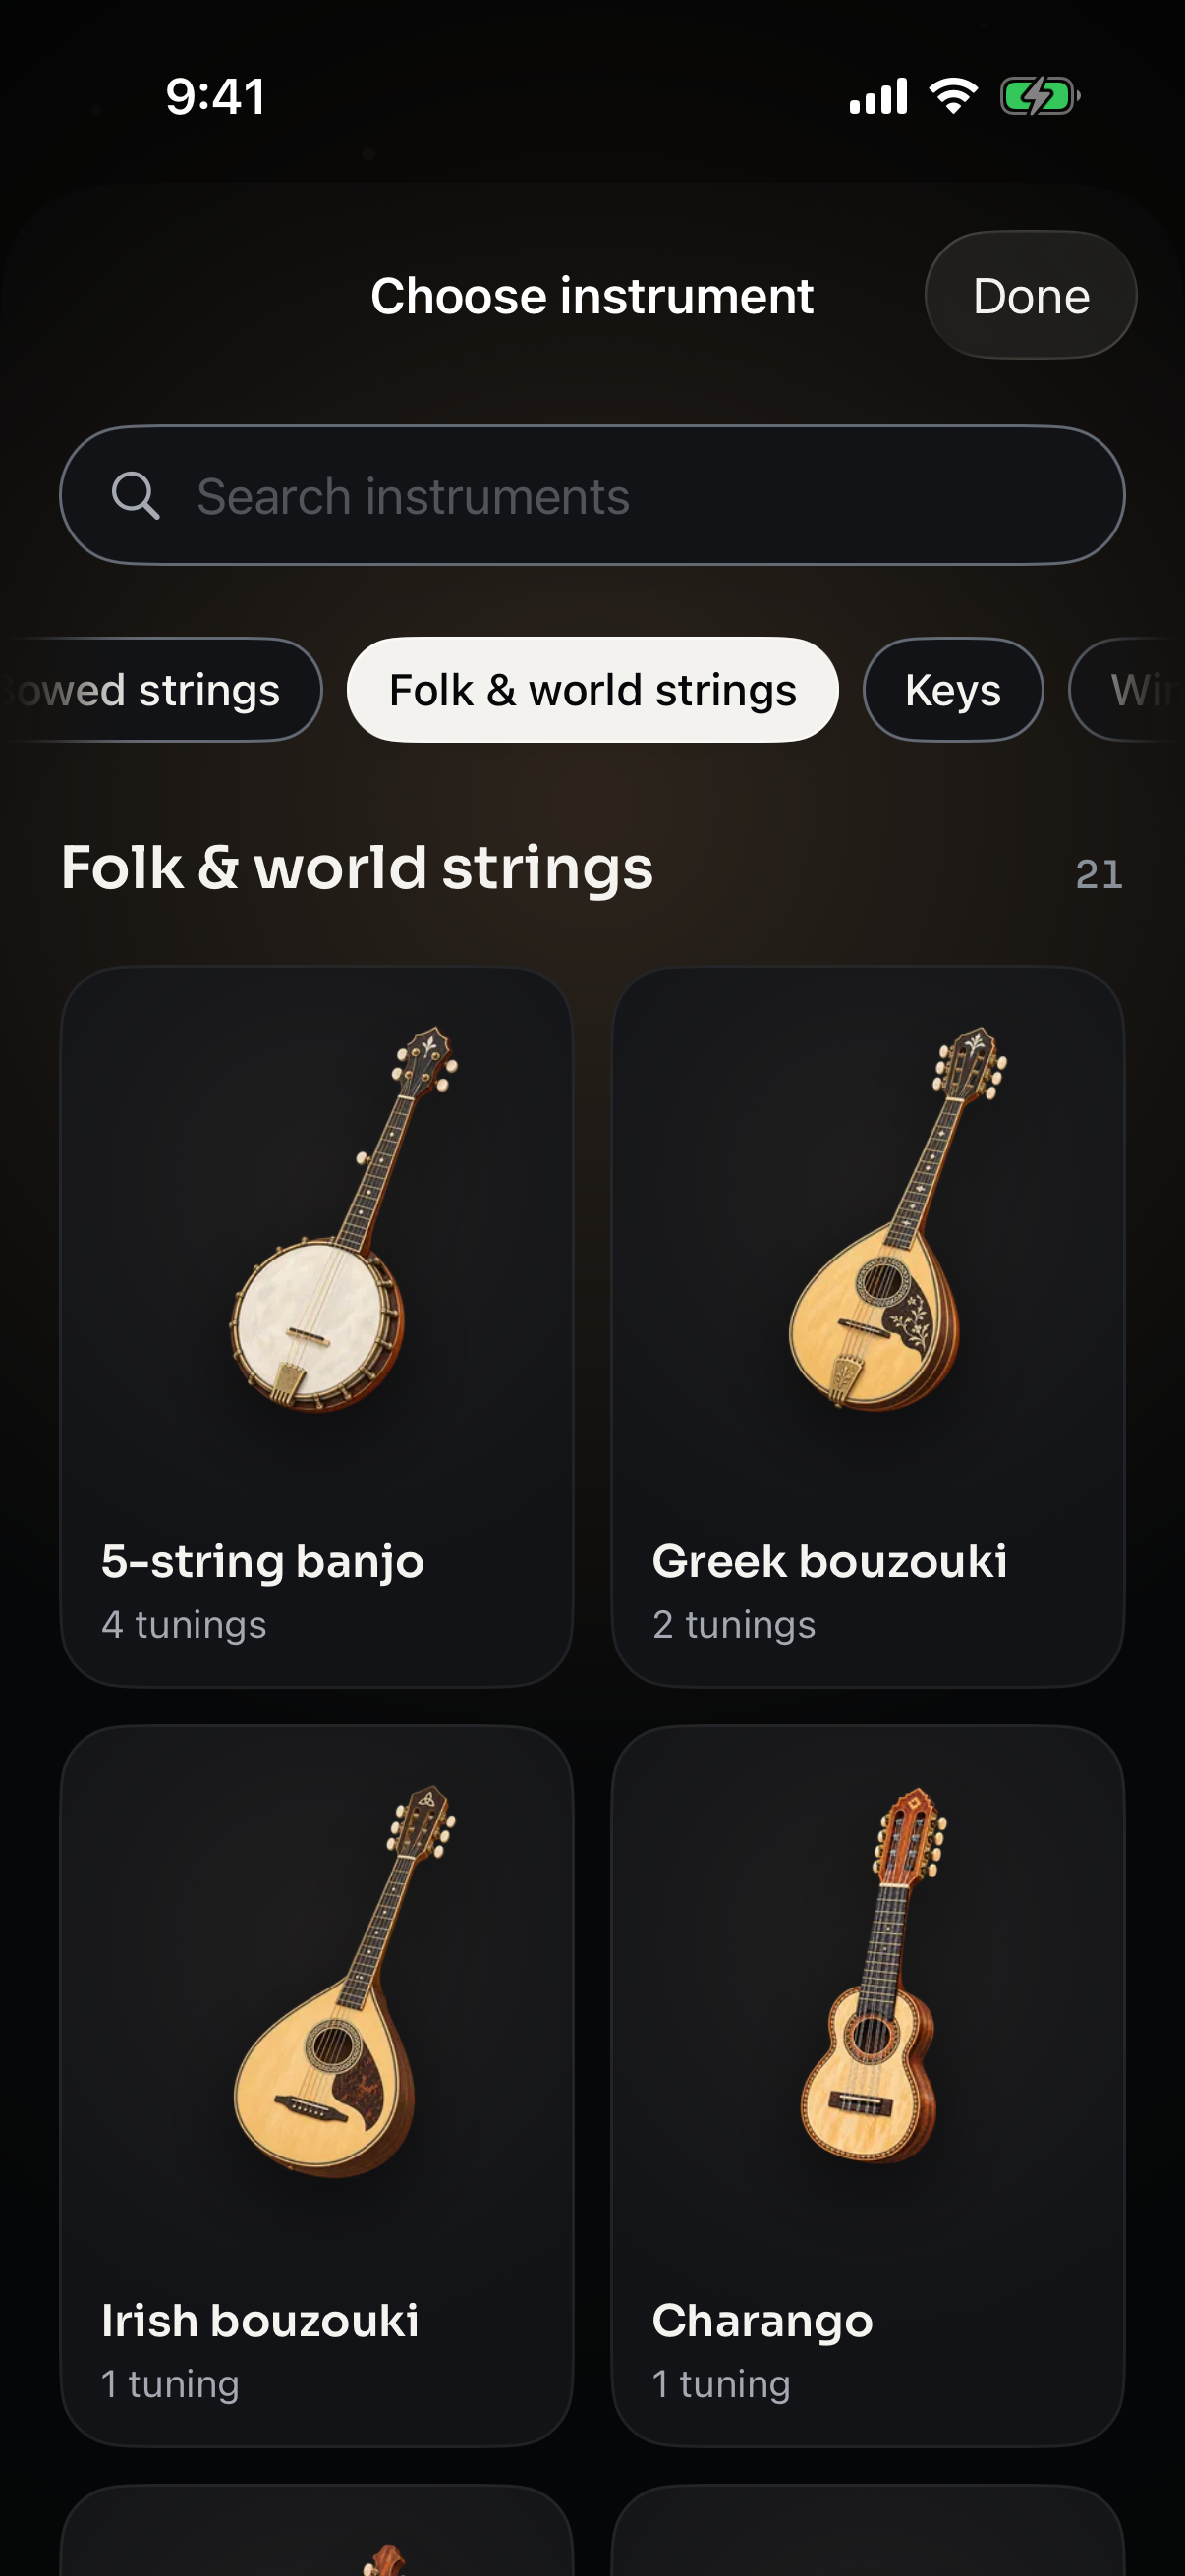 9:41
Choose instrument
Done
Search instruments
Bowed strings
Folk & world strings
Keys
Folk & world strings
21
5-string banjo
Greek bouzouki
4 tunings
2 tunings
Irish bouzouki
Charango
1 tuning
1 tuning